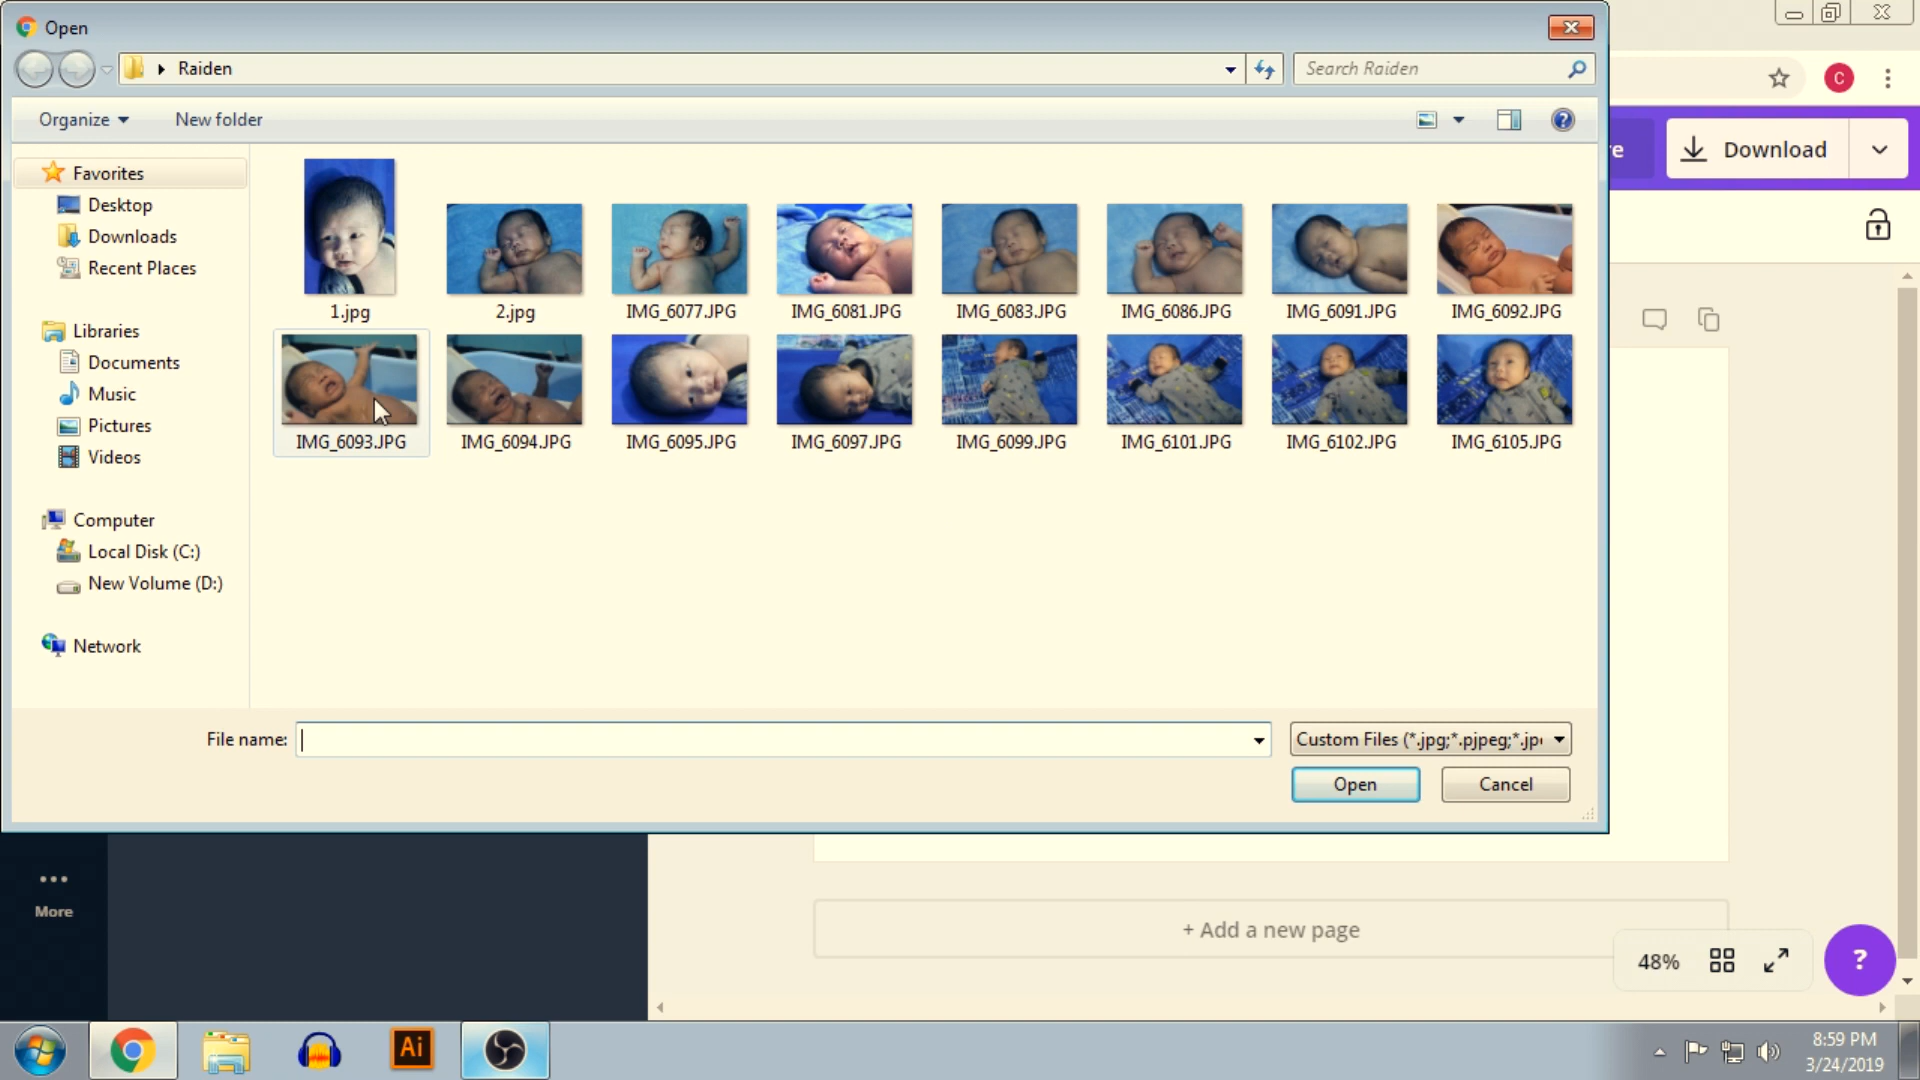 Open
Raiden
Search Raiden
C
Organize
New folder
Download
Favorites
Desktop
Downloads
Recent Places
Libraries
Documents
Music
Pictures
Videos
Computer
Local Disk (C:)
New Volume (D:)
Network
1.jpg
2.jpg
IMG_6077.JPG
IMG_6081.JPG
IMG_6083.JPG
IMG_6086.JPG
IMG_6091.JPG
IMG_6092.JPG
IMG_6093.JPG
IMG_6094.JPG
IMG_6095.JPG
IMG_6097.JPG
IMG_6099.JPG
IMG_6101.JPG
IMG_6102.JPG
IMG_6105.JPG
File name:
Custom Files (*.jpg;*.pjpeg;*.jp
Open
Cancel
More
+ Add a new page
48%
?
Ai
8:59 PM
3/24/2019